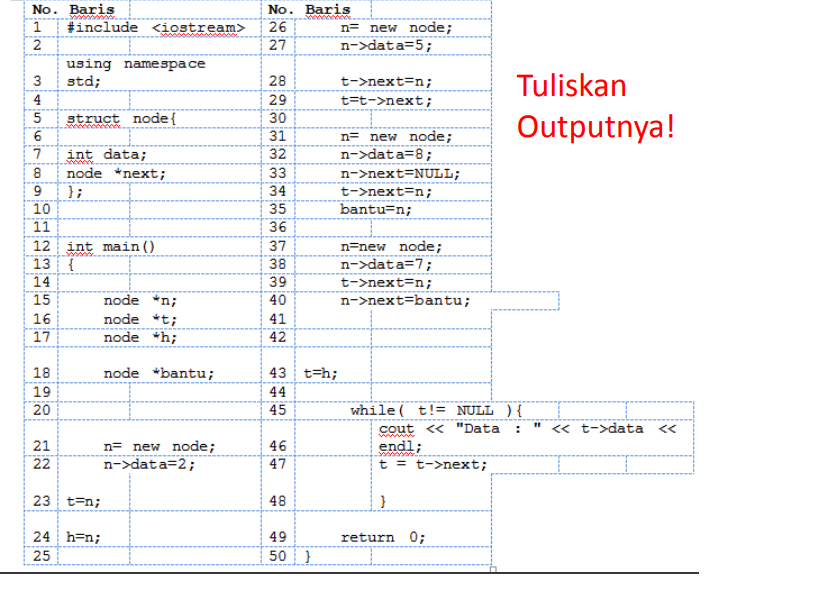 No. Baris
1 #include <iostream>
2
using namespace
3 std;
4
5 struct node{
6
7 int data;
8 node *next;
9 };
10
11
12 int main()
13 {
14
15 node *n;
16 node *t;
17 node *h;
18 node *bantu;
19
20
21 n= new node;
22 n->data=2;
23 t=n;
24 h=n;
25
No. Baris
26 n= new node;
27 n->data=5;
28 t->next=n;
29 t=t->next;
30
31 n= new node;
32 n->data=8;
33 n->next=NULL;
34 t->next=n;
35 bantu=n;
36
37 n=new node;
38 n->data=7;
39 t->next=n;
40 n->next=bantu;
41
42
43 t=h;
44
45 while( t!= NULL ){
cout << "Data : " << t->data <<
46 endl;
47 t = t->next;
48 }
49 return 0;
50 }
Tuliskan
Outputnya!